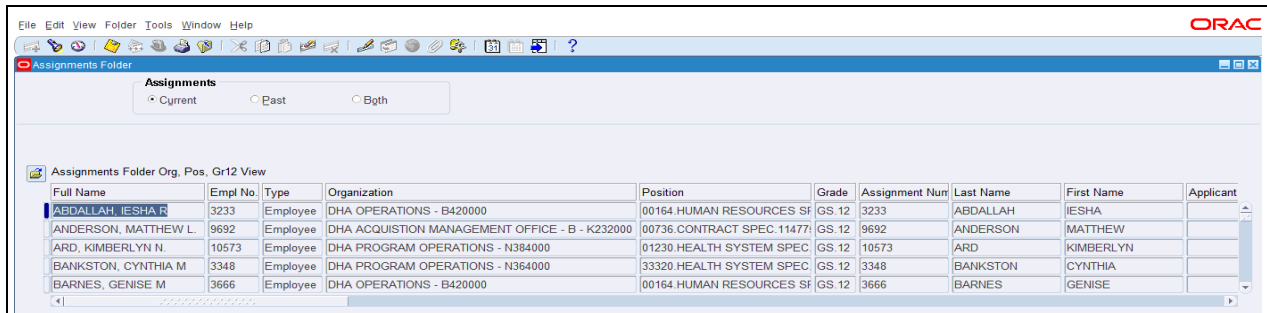 File Edit View Folder Tools Window Help
ORAC
31 ?
Assignments Folder
Assignments
Current Past Both
Assignments Folder Org, Pos, Gr12 View
Full Name Empl No. Type Organization Position Grade Assignment Num Last Name First Name Applicant
ABDALLAH, IESHA R 3233 Employee DHA OPERATIONS - B420000 00164.HUMAN RESOURCES SF GS.12 3233 ABDALLAH IESHA
ANDERSON, MATTHEW L. 9692 Employee DHA ACQUISTION MANAGEMENT OFFICE - B - K232000 00736.CONTRACT SPEC.11477 GS.12 9692 ANDERSON MATTHEW
ARD, KIMBERLYN N. 10573 Employee DHA PROGRAM OPERATIONS - N384000 01230.HEALTH SYSTEM SPEC. GS.12 10573 ARD KIMBERLYN
BANKSTON, CYNTHIA M 3348 Employee DHA PROGRAM OPERATIONS - N364000 33320.HEALTH SYSTEM SPEC. GS.12 3348 BANKSTON CYNTHIA
BARNES, GENISE M 3666 Employee DHA OPERATIONS - B420000 00164.HUMAN RESOURCES SF GS.12 3666 BARNES GENISE